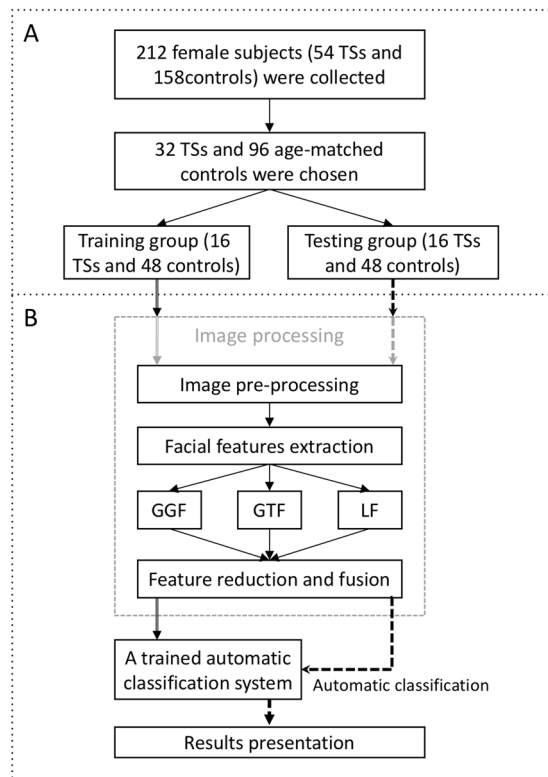 A
212 female subjects (54 TSs and
158controls) were collected
32 TSs and 96 age-matched
controls were chosen
Training group (16
TSs and 48 controls)
Testing group (16 TSs
and 48 controls)
B
Image processing
Image pre-processing
Facial features extraction
GGF
GTF
LF
Feature reduction and fusion
A trained automatic
classification system
Automatic classification
Results presentation